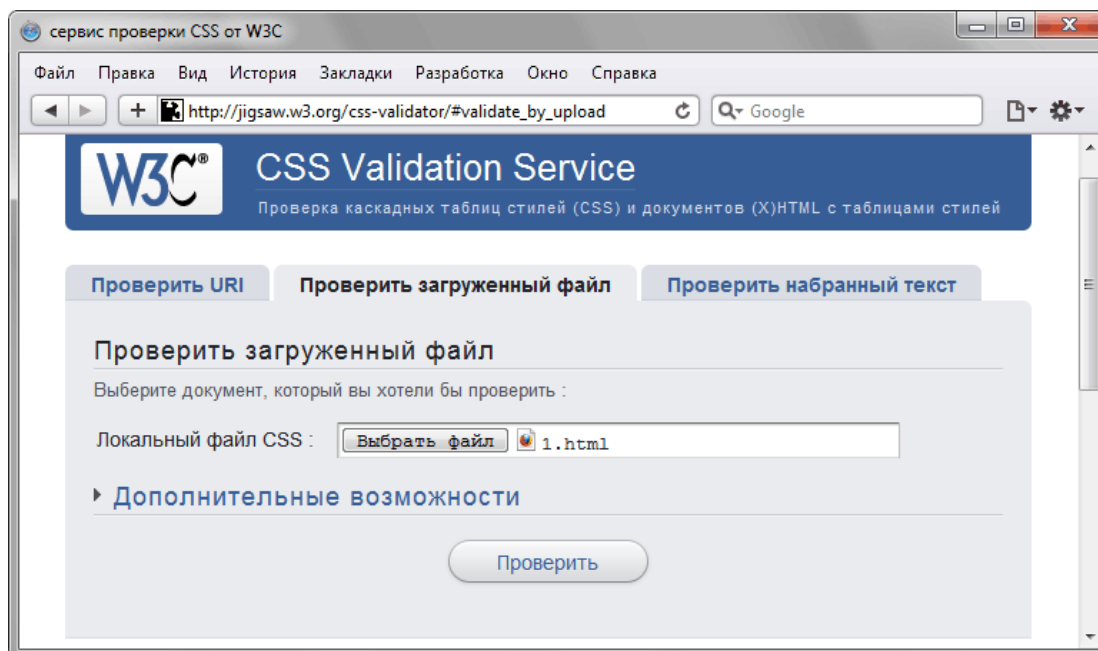 сервис проверки CSS от W3C
Файл Правка Вид История Закладки Разработка Окно Справка
http://jigsaw.w3.org/css-validator/#validate_by_upload Google
W3C® CSS Validation Service
Проверка каскадных таблиц стилей (CSS) и документов (X)HTML с таблицами стилей
Проверить URI Проверить загруженный файл Проверить набранный текст
Проверить загруженный файл
Выберите документ, который вы хотели бы проверить :
Локальный файл CSS : Выбрать файл 1.html
Дополнительные возможности
Проверить